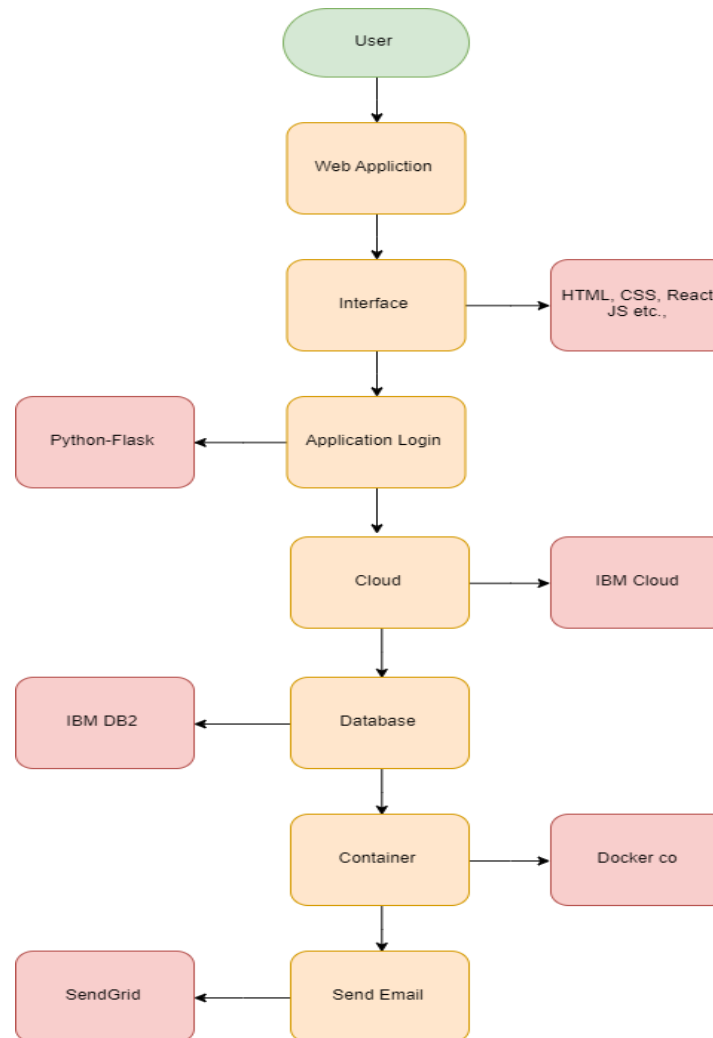 User
Web Appliction
Interface
HTML, CSS, React
JS etc.,
Python-Flask
Application Login
Cloud
IBM Cloud
IBM DB2
Database
Container
Docker co
SendGrid
Send Email